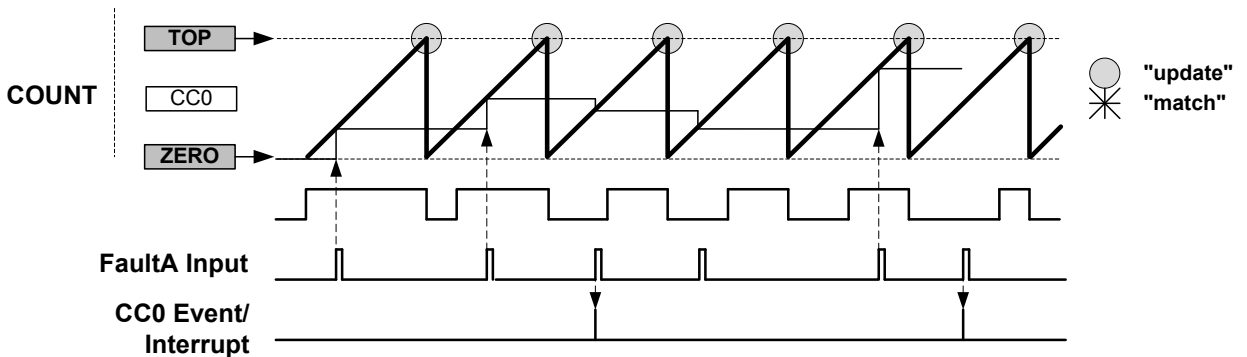 TOP
COUNT
CC0
ZERO
"update"
"match"
FaultA Input
CC0 Event/
Interrupt